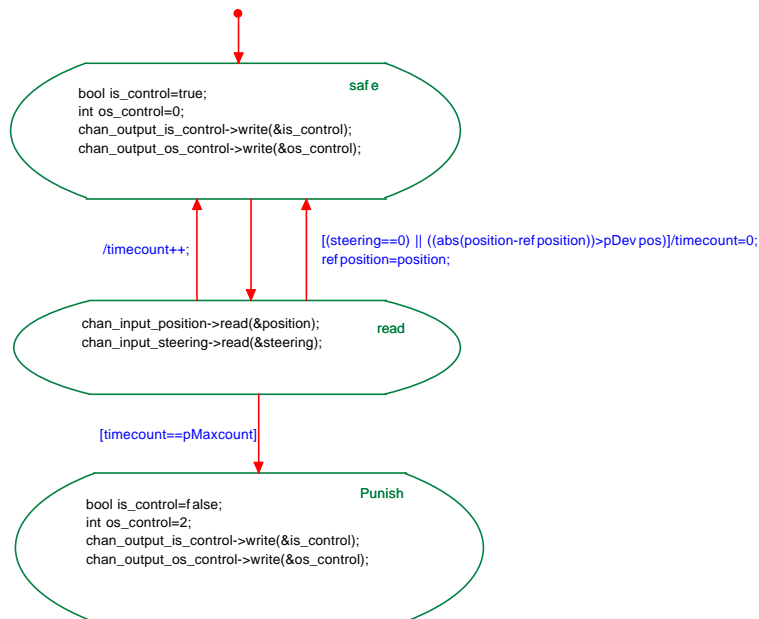 safe
bool is_control=true;
int os_control=0;
chan_output_is_control->write(&is_control);
chan_output_os_control->write(&os_control);
/timecount++;
[(steering==0) || ((abs(position-refposition))>pDevpos)]/timecount=0;
refposition=position;
read
chan_input_position->read(&position);
chan_input_steering->read(&steering);
[timecount==pMaxcount]
Punish
bool is_control=false;
int os_control=2;
chan_output_is_control->write(&is_control);
chan_output_os_control->write(&os_control);